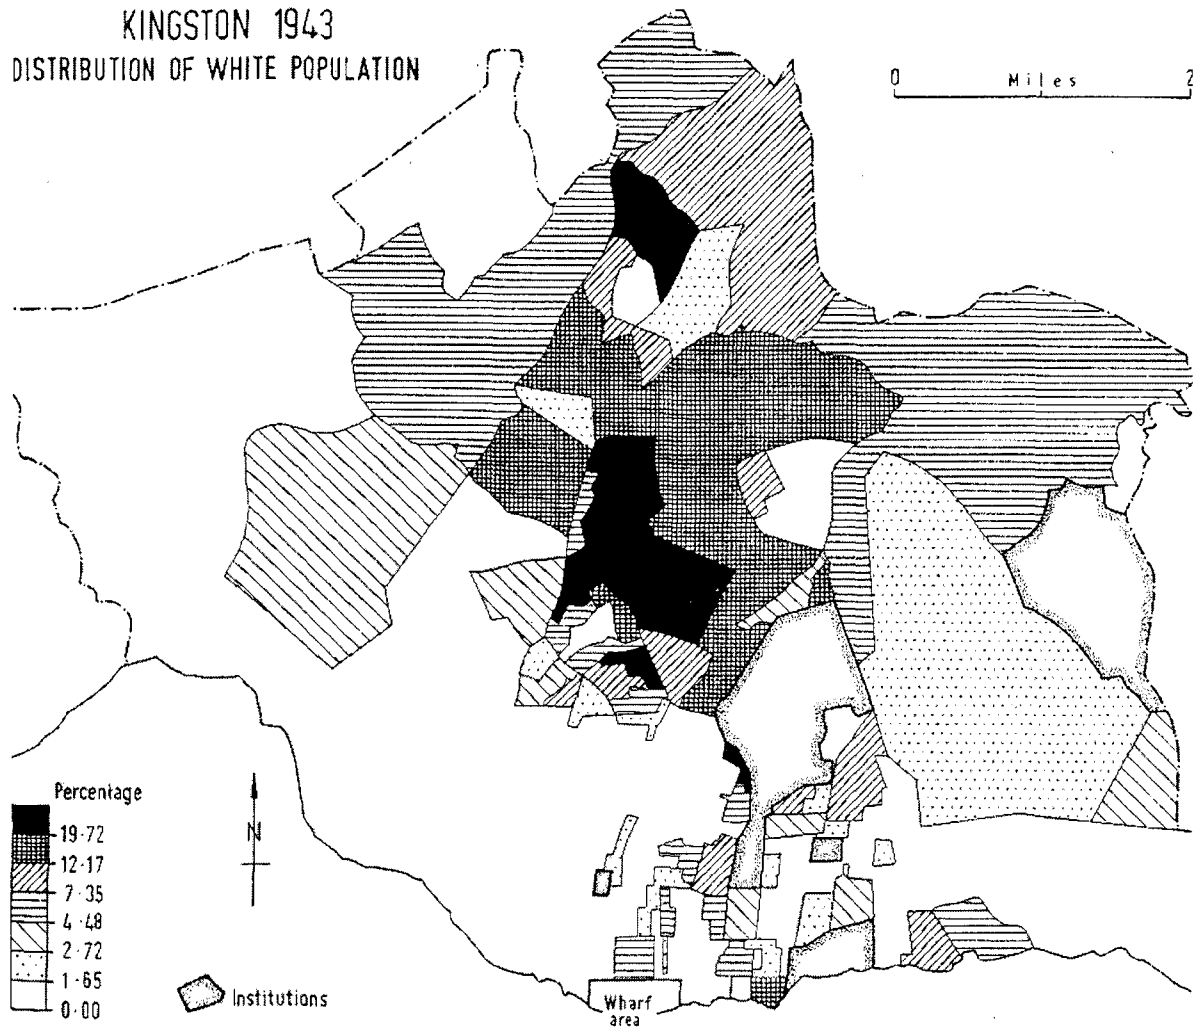 KINGSTON 1943
DISTRIBUTION OF WHITE POPULATION
0 Miles 2
Percentage
19·72
12·17
7·35
4·48
2·72
1·65
0·00
N
Institutions
Wharf
area